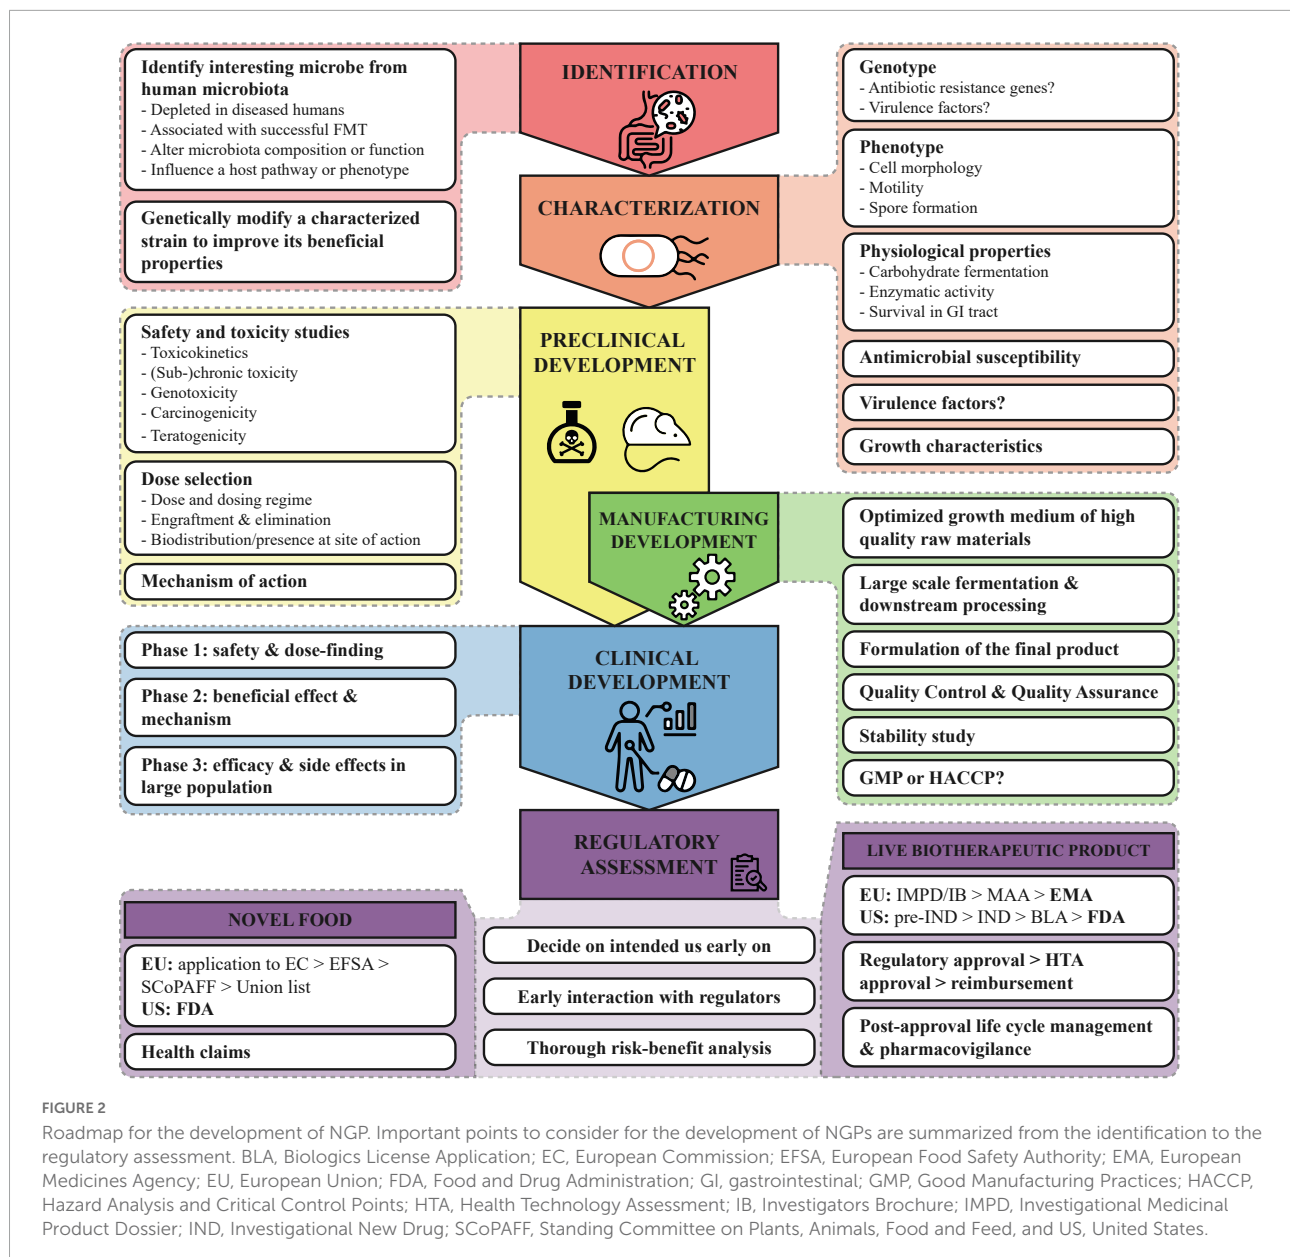 IDENTIFICATION
Identify interesting microbe from
human microbiota
- Depleted in diseased humans
- Associated with successful FMT
- Alter microbiota composition or function
- Influence a host pathway or phenotype
Genetically modify a characterized
strain to improve its beneficial
properties
CHARACTERIZATION
Genotype
- Antibiotic resistance genes?
- Virulence factors?
Phenotype
- Cell morphology
- Motility
- Spore formation
Physiological properties
- Carbohydrate fermentation
- Enzymatic activity
- Survival in GI tract
Antimicrobial susceptibility
Virulence factors?
Growth characteristics
PRECLINICAL
DEVELOPMENT
Safety and toxicity studies
- Toxicokinetics
- (Sub-)chronic toxicity
- Genotoxicity
- Carcinogenicity
- Teratogenicity
Dose selection
- Dose and dosing regime
- Engraftment & elimination
- Biodistribution/presence at site of action
Mechanism of action
MANUFACTURING
DEVELOPMENT
Optimized growth medium of high
quality raw materials
Large scale fermentation &
downstream processing
Formulation of the final product
Quality Control & Quality Assurance
Stability study
GMP or HACCP?
CLINICAL
DEVELOPMENT
Phase 1: safety & dose-finding
Phase 2: beneficial effect &
mechanism
Phase 3: efficacy & side effects in
large population
REGULATORY
ASSESSMENT
NOVEL FOOD
EU: application to EC > EFSA >
SCoPAFF > Union list
US: FDA
Health claims
Decide on intended us early on
Early interaction with regulators
Thorough risk-benefit analysis
LIVE BIOTHERAPEUTIC PRODUCT
EU: IMPD/IB > MAA > EMA
US: pre-IND > IND > BLA > FDA
Regulatory approval > HTA
approval > reimbursement
Post-approval life cycle management
& pharmacovigilance
FIGURE 2
Roadmap for the development of NGP. Important points to consider for the development of NGPs are summarized from the identification to the
regulatory assessment. BLA, Biologics License Application; EC, European Commission; EFSA, European Food Safety Authority; EMA, European
Medicines Agency; EU, European Union; FDA, Food and Drug Administration; GI, gastrointestinal; GMP, Good Manufacturing Practices; HACCP,
Hazard Analysis and Critical Control Points; HTA, Health Technology Assessment; IB, Investigators Brochure; IMPD, Investigational Medicinal
Product Dossier; IND, Investigational New Drug; SCoPAFF, Standing Committee on Plants, Animals, Food and Feed, and US, United States.